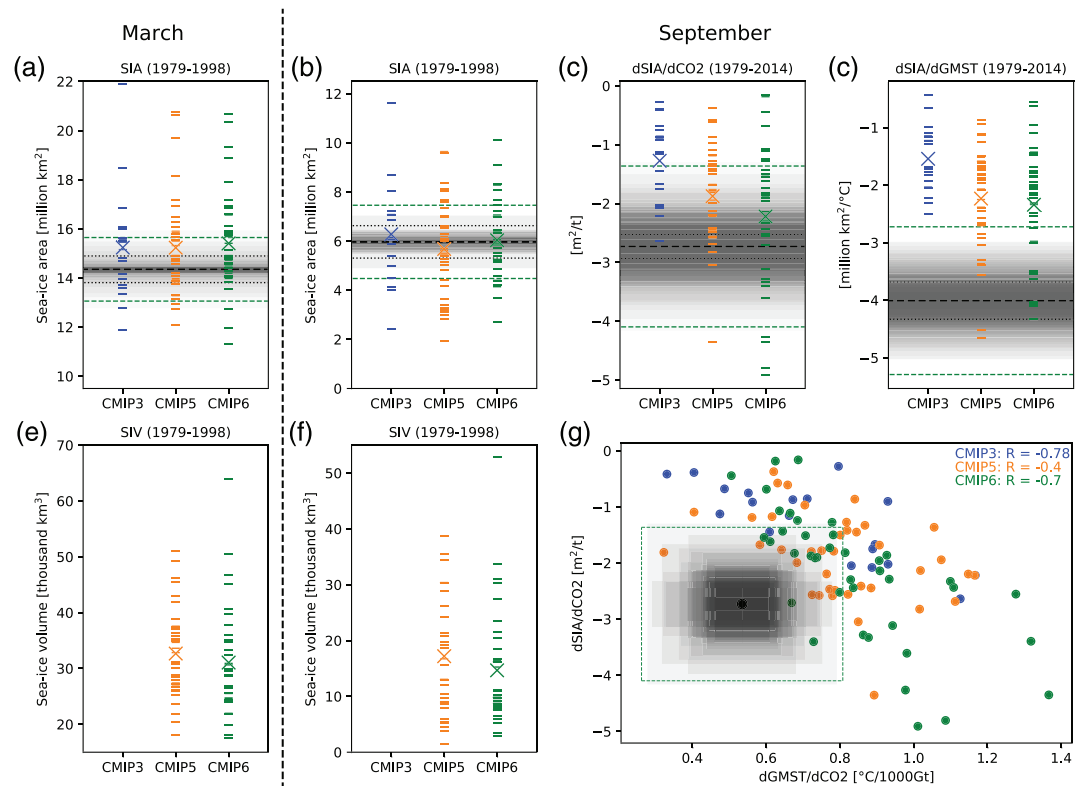 March
September
(a)
SIA (1979-1998)
Sea-ice area [million km²]
22
20
18
16
14
12
10
CMIP3 CMIP5 CMIP6
(b)
SIA (1979-1998)
Sea-ice area [million km²]
12
10
8
6
4
2
0
CMIP3 CMIP5 CMIP6
(c)
dSIA/dCO2 (1979-2014)
[m²/t]
0
−1
−2
−3
−4
−5
CMIP3 CMIP5 CMIP6
(c)
dSIA/dGMST (1979-2014)
[million km²/°C]
−1
−2
−3
−4
−5
CMIP3 CMIP5 CMIP6
(e)
SIV (1979-1998)
Sea-ice volume [thousand km³]
70
60
50
40
30
20
CMIP3 CMIP5 CMIP6
(f)
SIV (1979-1998)
Sea-ice volume [thousand km³]
50
40
30
20
10
0
CMIP3 CMIP5 CMIP6
(g)
CMIP3: R = -0.78
CMIP5: R = -0.4
CMIP6: R = -0.7
dSIA/dCO2 [m²/t]
0
−1
−2
−3
−4
−5
0.4 0.6 0.8 1.0 1.2 1.4
dGMST/dCO2 [°C/1000Gt]